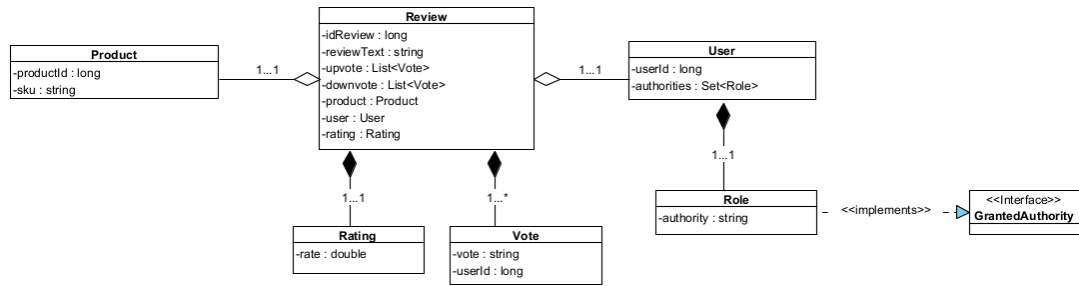 Review
-idReview : long
-reviewText : string
-upvote : List<Vote>
-downvote : List<Vote>
-product : Product
-user : User
-rating : Rating
Product
-productId : long
-sku : string
1...1
1...1
User
-userId : long
-authorities : Set<Role>
1...1
1...1
1...*
Role
-authority : string
<<implements>>
<<Interface>>
GrantedAuthority
Rating
-rate : double
Vote
-vote : string
-userId : long